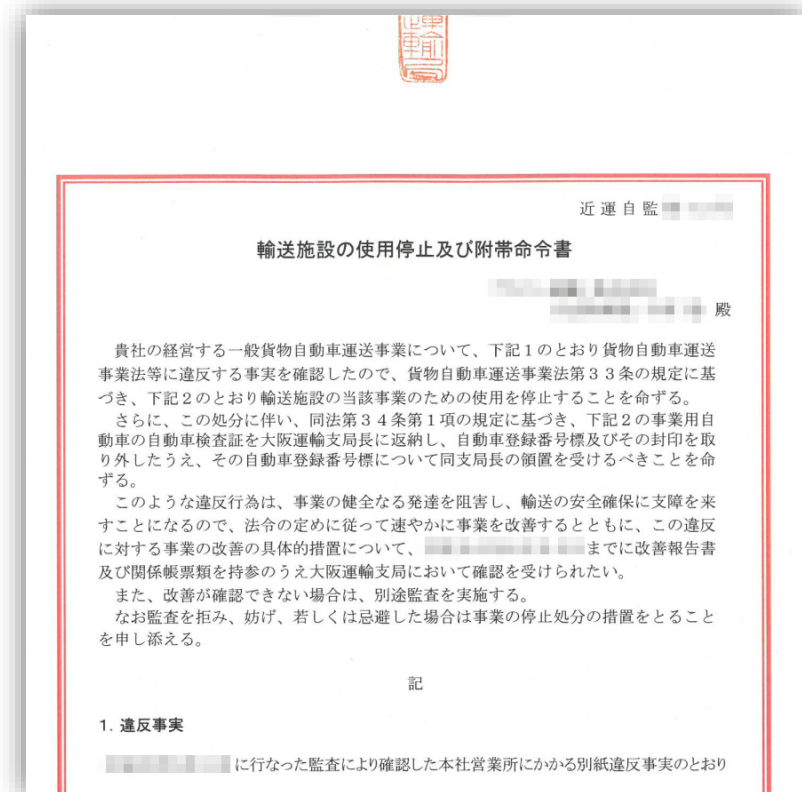 近運自監
輸送施設の使用停止及び附帯命令書
殿
貴社の経営する一般貨物自動車運送事業について、下記１のとおり貨物自動車運送
事業法等に違反する事実を確認したので、貨物自動車運送事業法第３３条の規定に基
づき、下記２のとおり輸送施設の当該事業のための使用を停止することを命ずる。
さらに、この処分に伴い、同法第３４条第１項の規定に基づき、下記２の事業用自
動車の自動車検査証を大阪運輸支局長に返納し、自動車登録番号標及びその封印を取
り外したうえ、その自動車登録番号標について同支局長の領置を受けるべきことを命
ずる。
このような違反行為は、事業の健全なる発達を阻害し、輸送の安全確保に支障を来
すことになるので、法令の定めに従って速やかに事業を改善するとともに、この違反
に対する事業の改善の具体的措置について、までに改善報告書
及び関係帳票類を持参のうえ大阪運輸支局において確認を受けられたい。
また、改善が確認できない場合は、別途監査を実施する。
なお監査を拒み、妨げ、若しくは忌避した場合は事業の停止処分の措置をとること
を申し添える。
記
1. 違反事実
に行なった監査により確認した本社営業所にかかる別紙違反事実のとおり